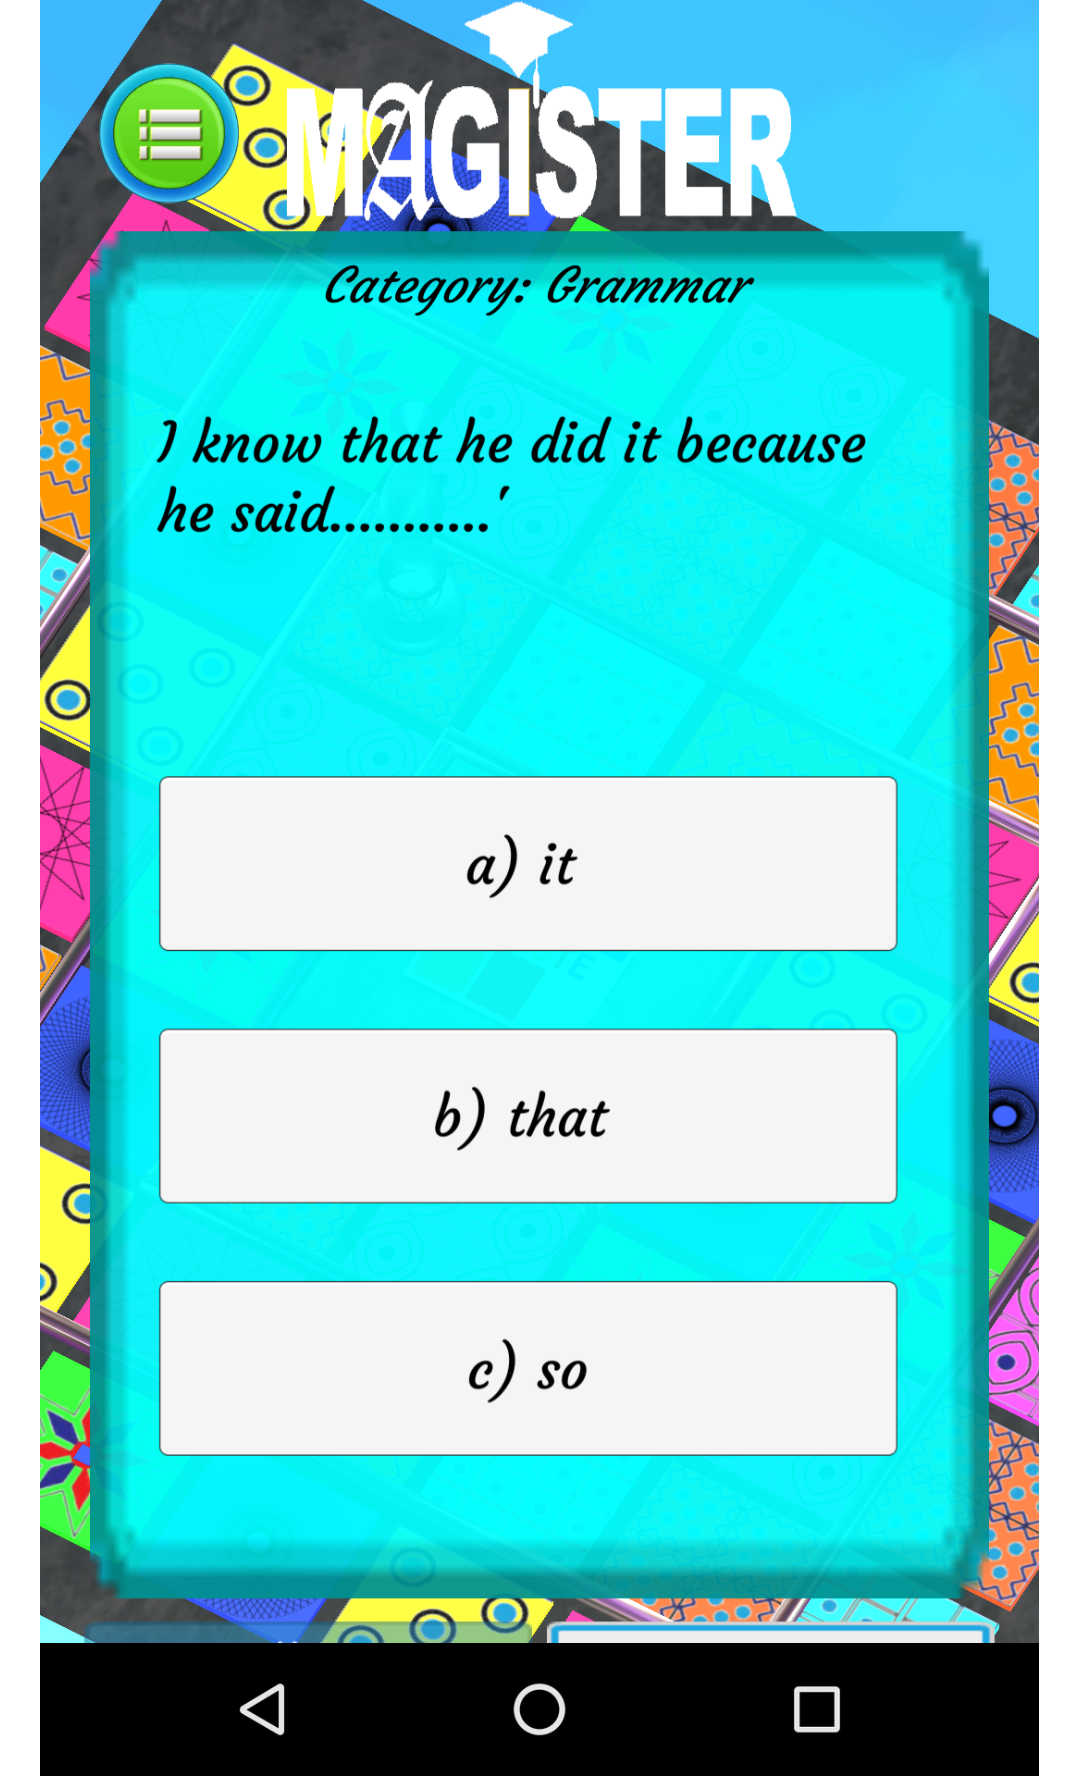 MAGISTER
Category: Grammar
I know that he did it because
he said...........'
a) it
b) that
c) so